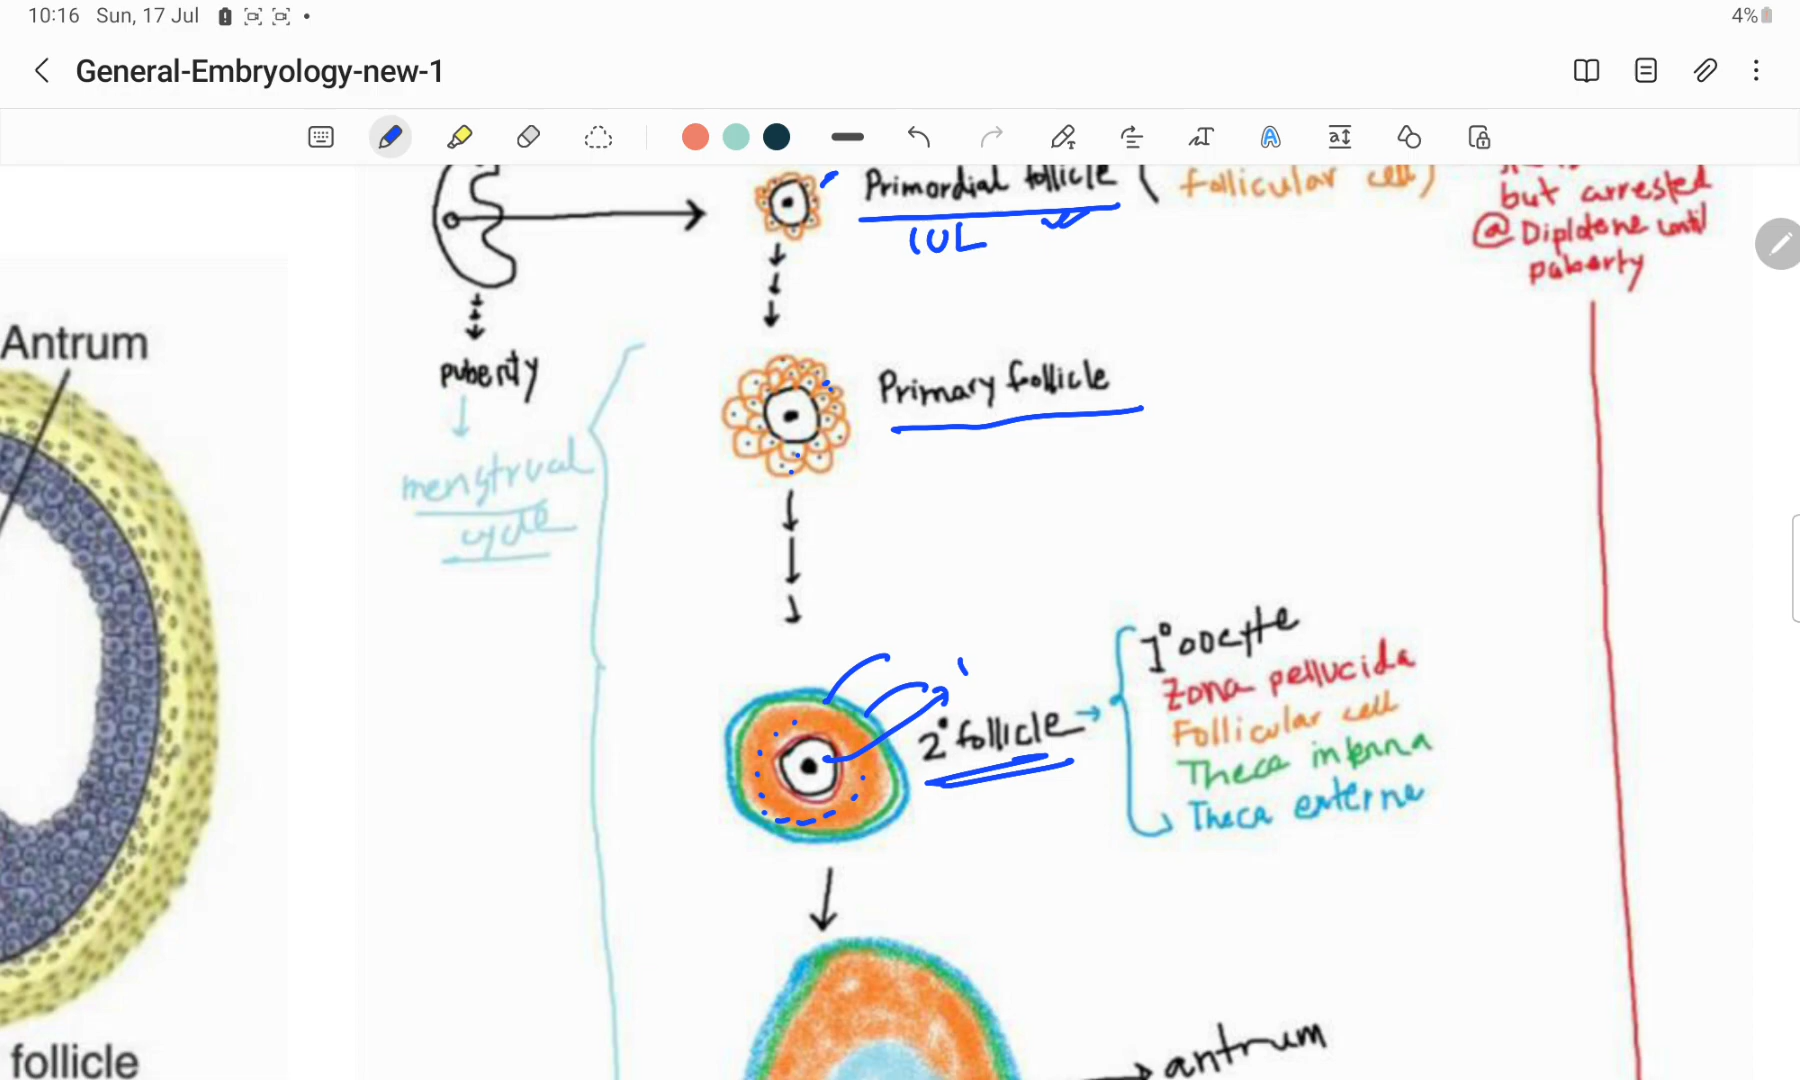 10:16 Sun, 17 Jul
4%
General-Embryology-new-1
Primordial follicle ( follicular cell)
IUL
but arrested
@ Diplotene until
puberty
Antrum
puberty
menstrual
cycle
Primary follicle
2° follicle
1° oocyte
Zona pellucida
Follicular cell
Theca interna
Theca externa
antrum
follicle